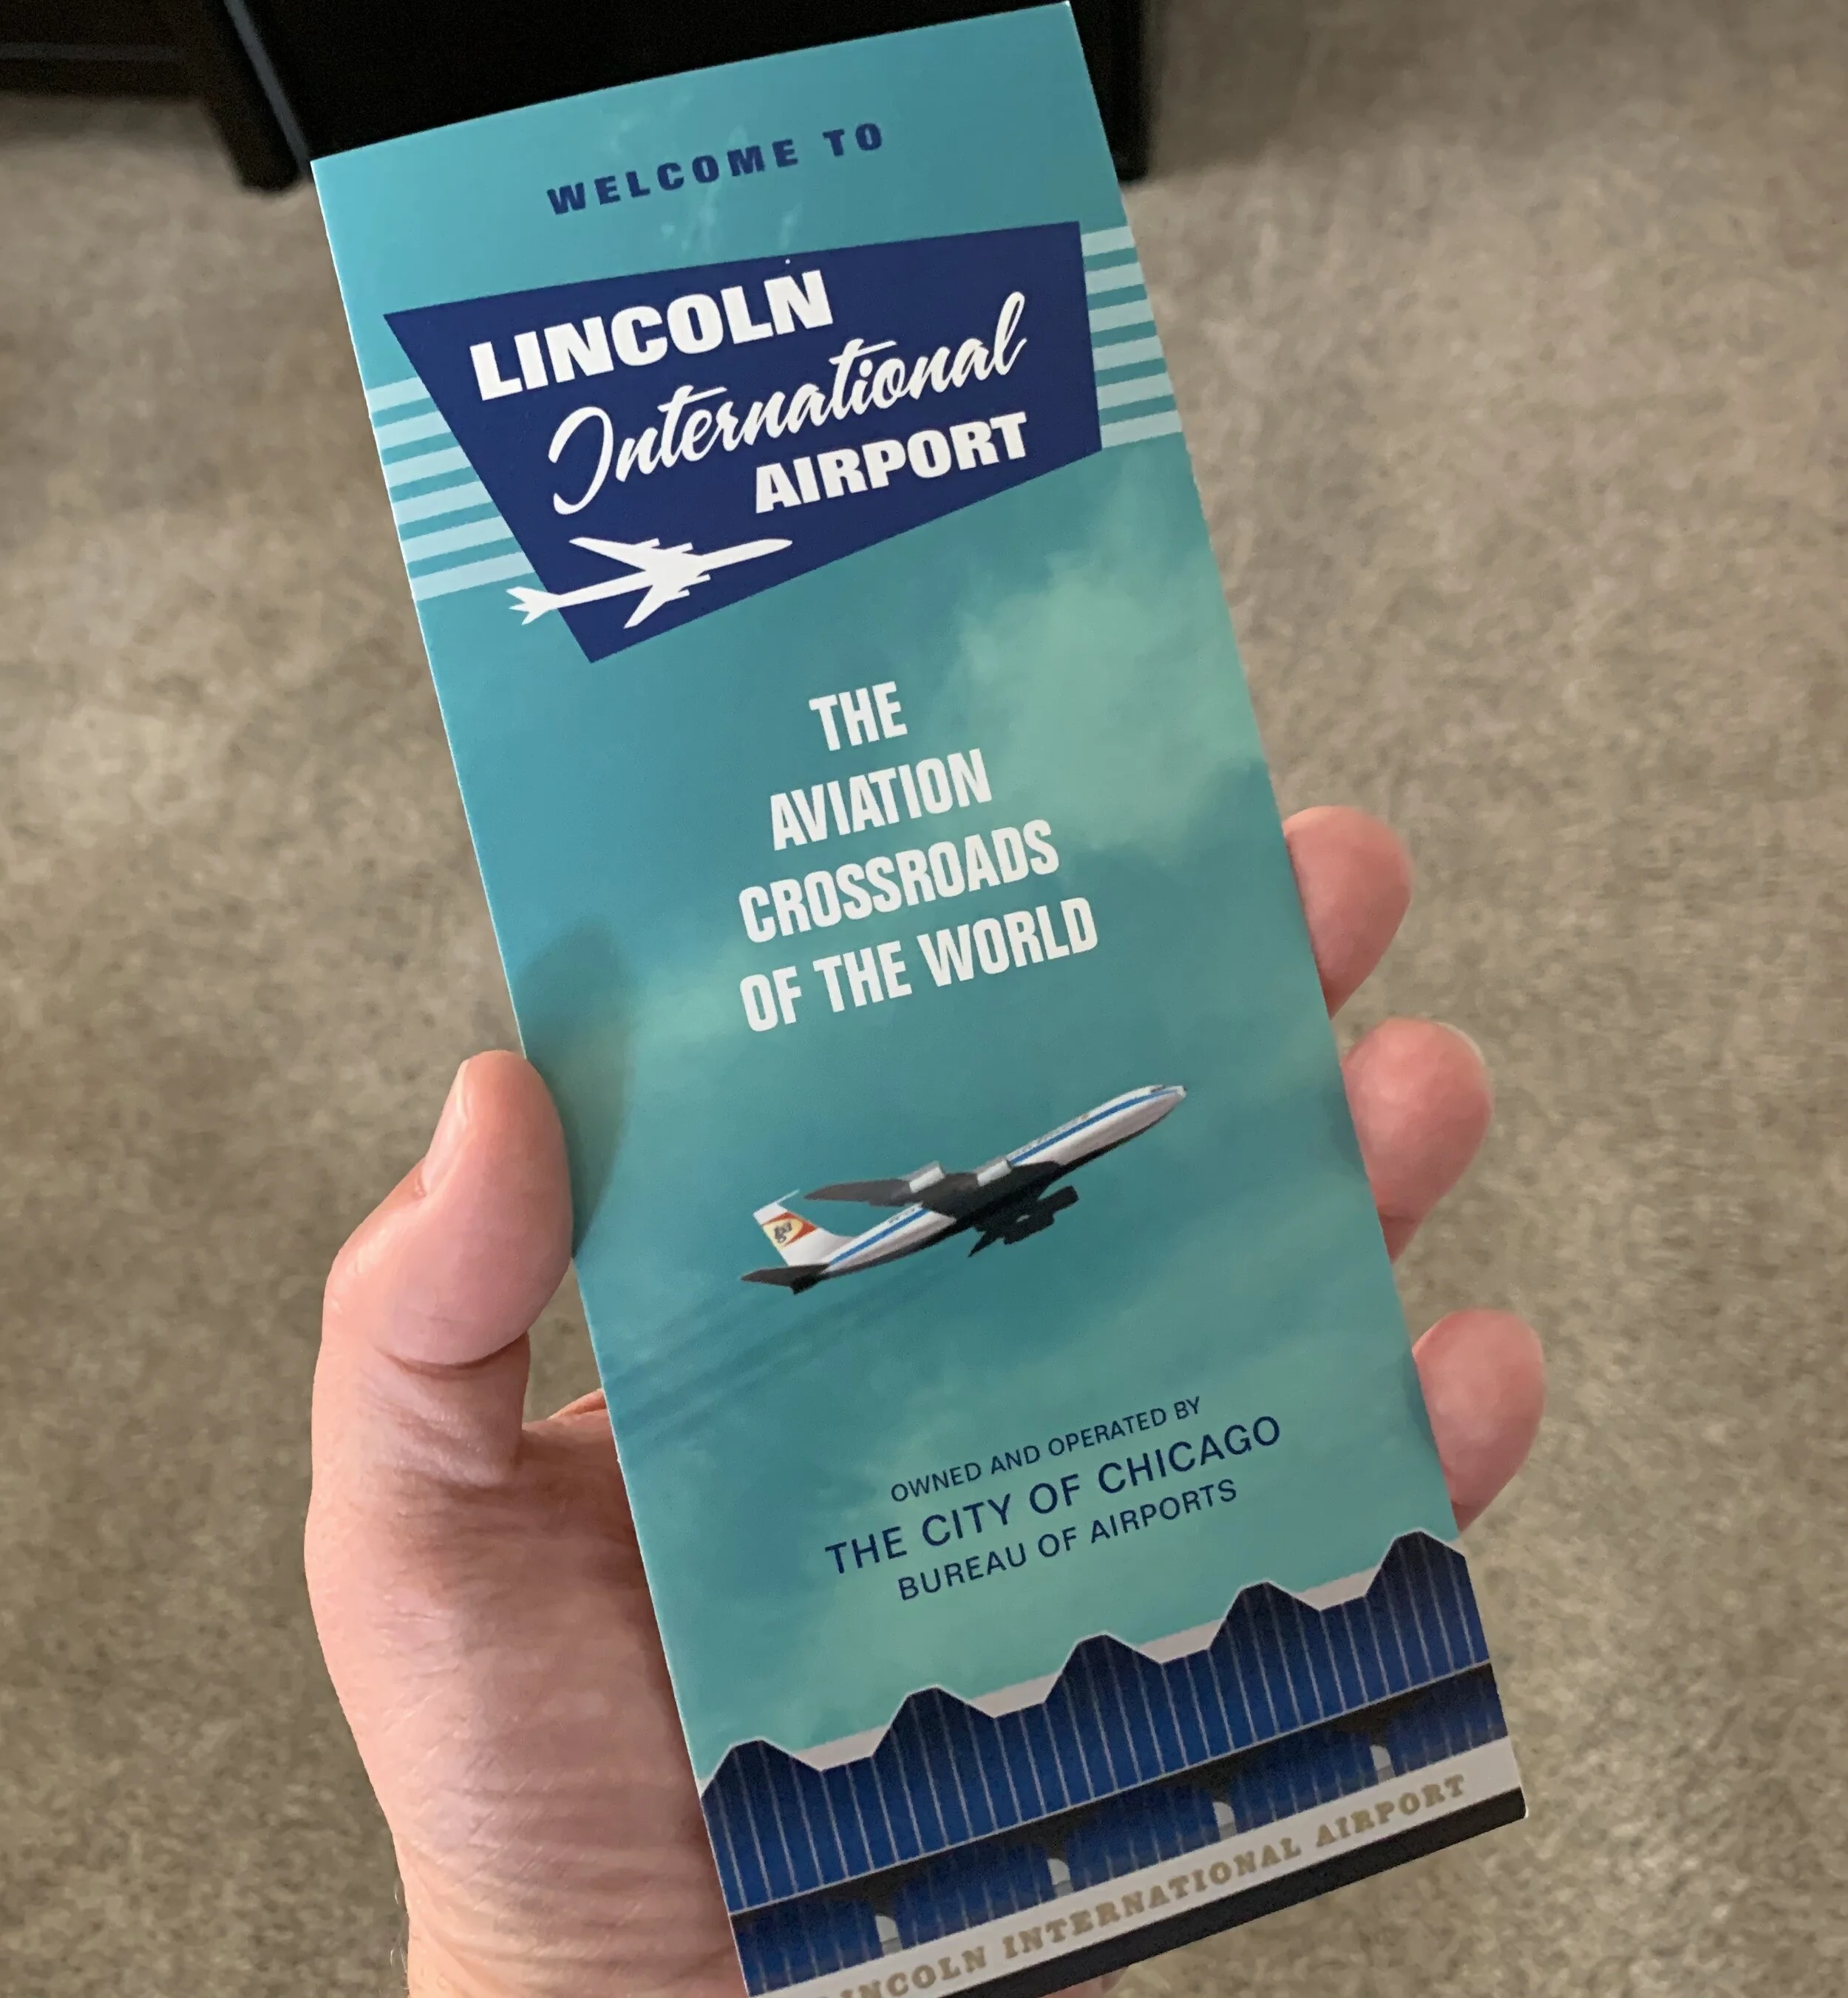 WELCOME TO
LINCOLN
International
AIRPORT
THE
AVIATION
CROSSROADS
OF THE WORLD
OWNED AND OPERATED BY
THE CITY OF CHICAGO
BUREAU OF AIRPORTS
LINCOLN INTERNATIONAL AIRPORT